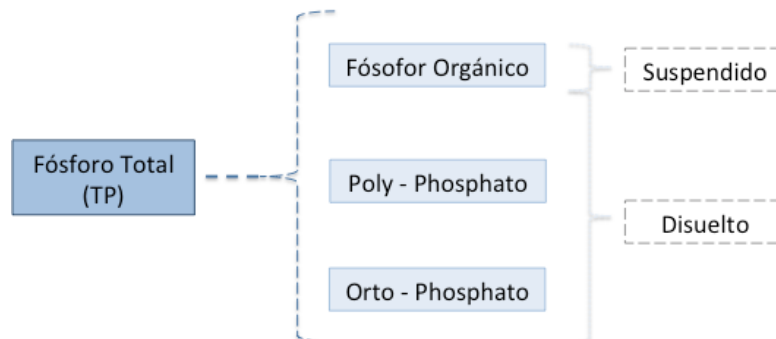 Fósofor Orgánico
Suspendido
Fósforo Total
(TP)
Poly - Phosphato
Disuelto
Orto - Phosphato